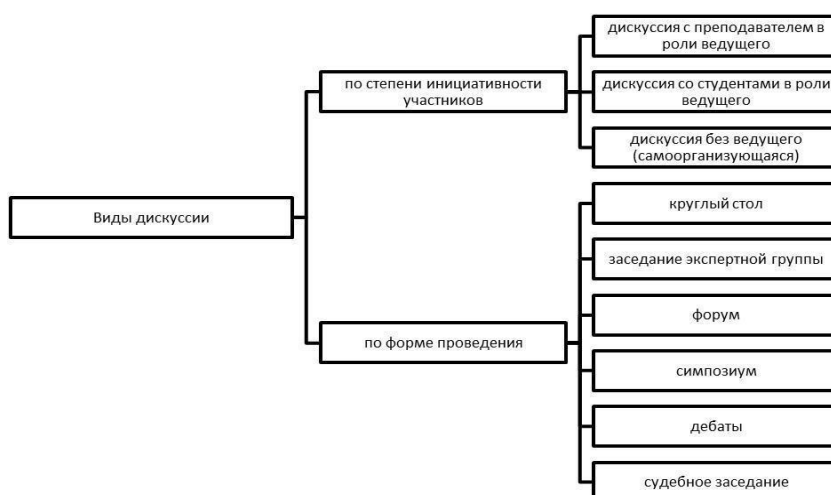 Виды дискуссии
по степени инициативности
участников
дискуссия с преподавателем в
роли ведущего
дискуссия со студентами в роли
ведущего
дискуссия без ведущего
(самоорганизующаяся)
по форме проведения
круглый стол
заседание экспертной группы
форум
симпозиум
дебаты
судебное заседание